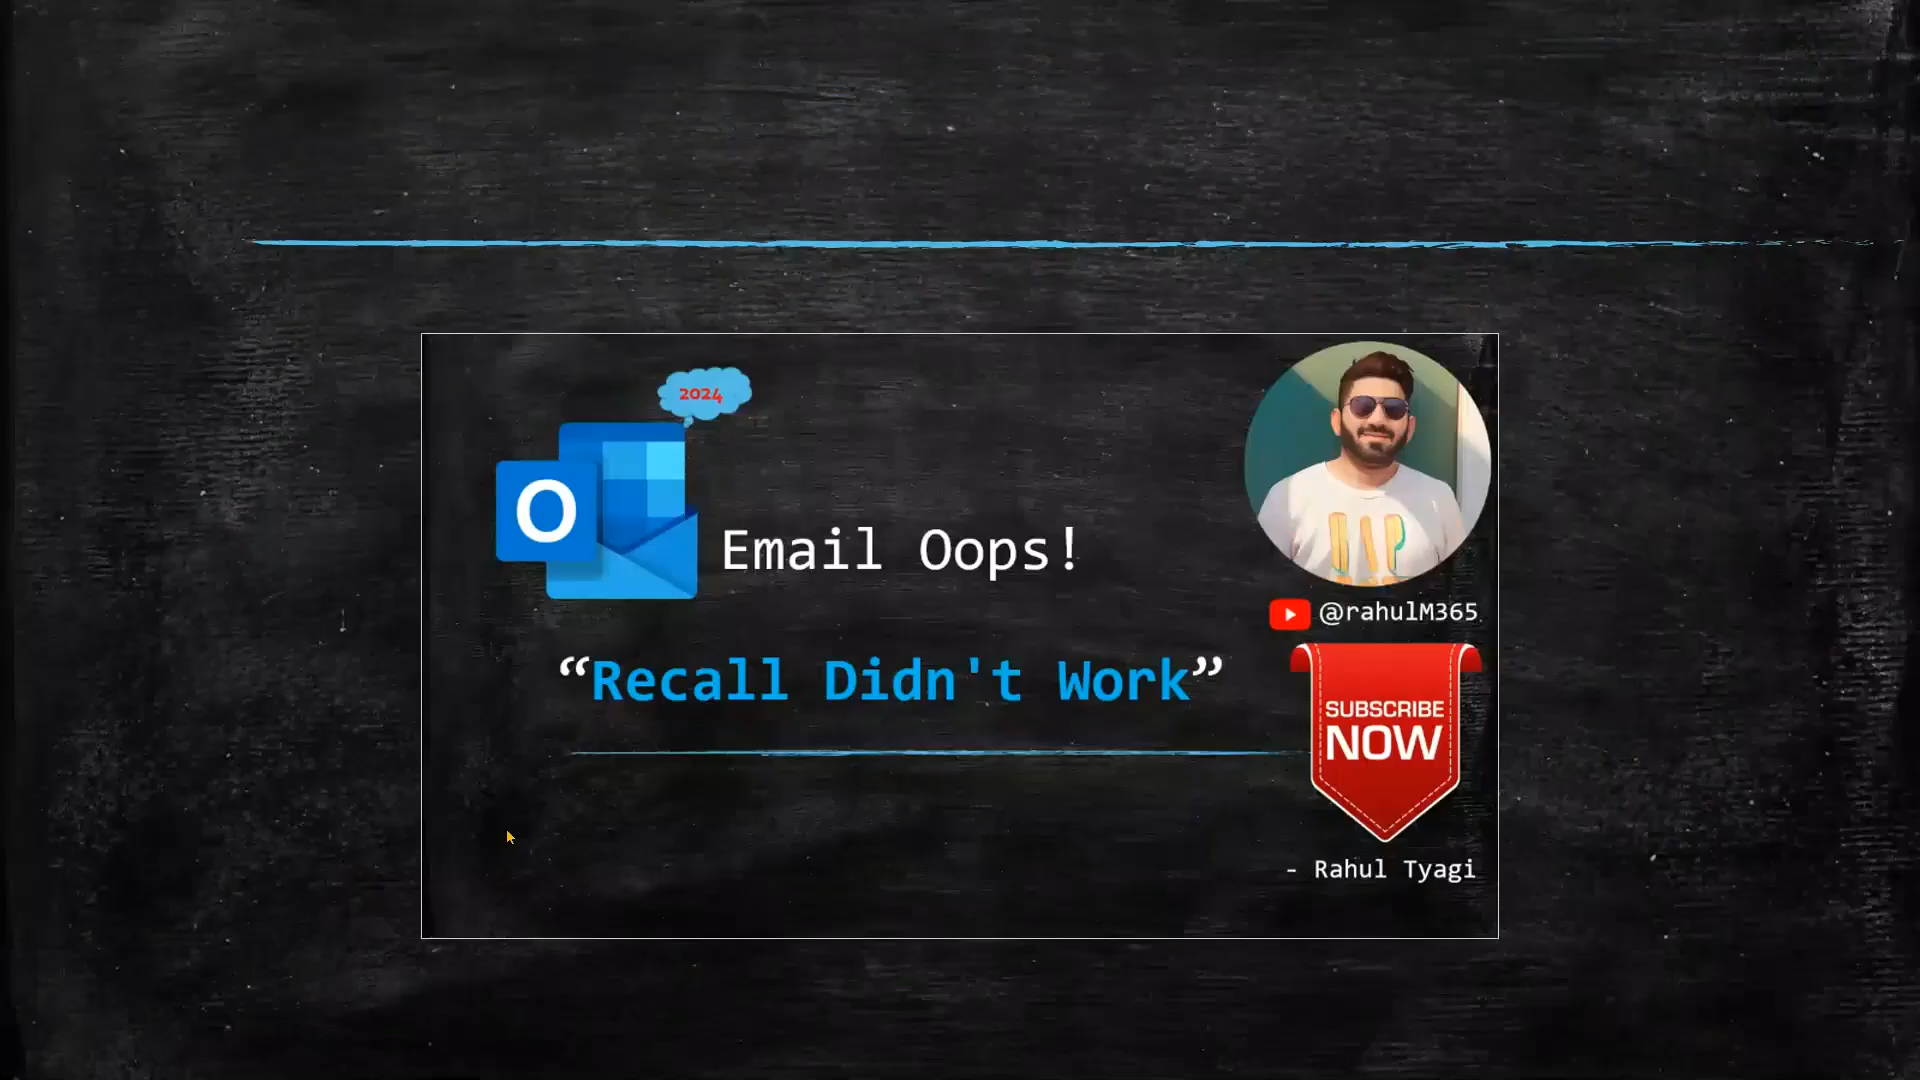 2024
O
Email Oops!
“Recall Didn't Work”
@rahulM365
SUBSCRIBE
NOW
- Rahul Tyagi